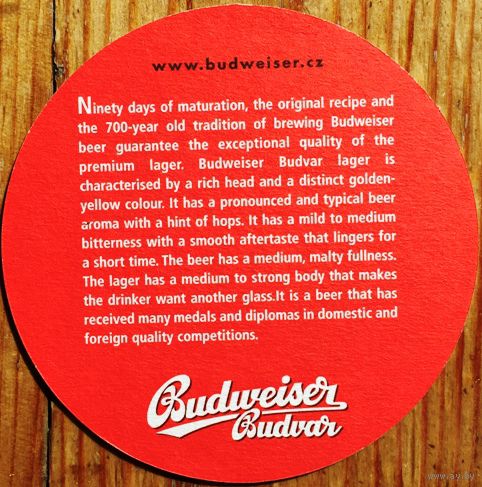 www.budweiser.cz
Ninety days of maturation, the original recipe and
the 700-year old tradition of brewing Budweiser
beer guarantee the exceptional quality of the
premium lager. Budweiser Budvar lager is
characterised by a rich head and a distinct golden-
yellow colour. It has a pronounced and typical beer
aroma with a hint of hops. It has a mild to medium
bitterness with a smooth aftertaste that lingers for
a short time. The beer has a medium, malty fullness.
The lager has a medium to strong body that makes
the drinker want another glass.It is a beer that has
received many medals and diplomas in domestic and
foreign quality competitions.
Budweiser
Budvar
www.ay.by